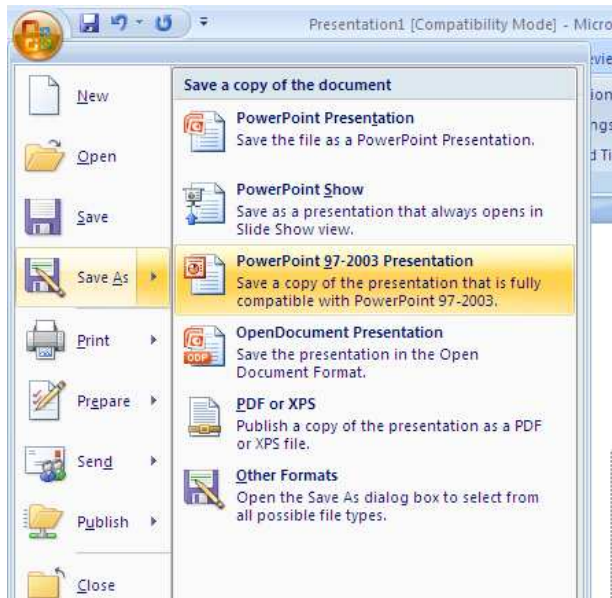 Presentation1 [Compatibility Mode] - Micro
New
Open
Save
Save As
Print
Prepare
Send
Publish
Close
Save a copy of the document
PowerPoint Presentation
Save the file as a PowerPoint Presentation.
PowerPoint Show
Save as a presentation that always opens in
Slide Show view.
PowerPoint 97-2003 Presentation
Save a copy of the presentation that is fully
compatible with PowerPoint 97-2003.
OpenDocument Presentation
Save the presentation in the Open
Document Format.
ODP
PDF or XPS
Publish a copy of the presentation as a PDF
or XPS file.
Other Formats
Open the Save As dialog box to select from
all possible file types.